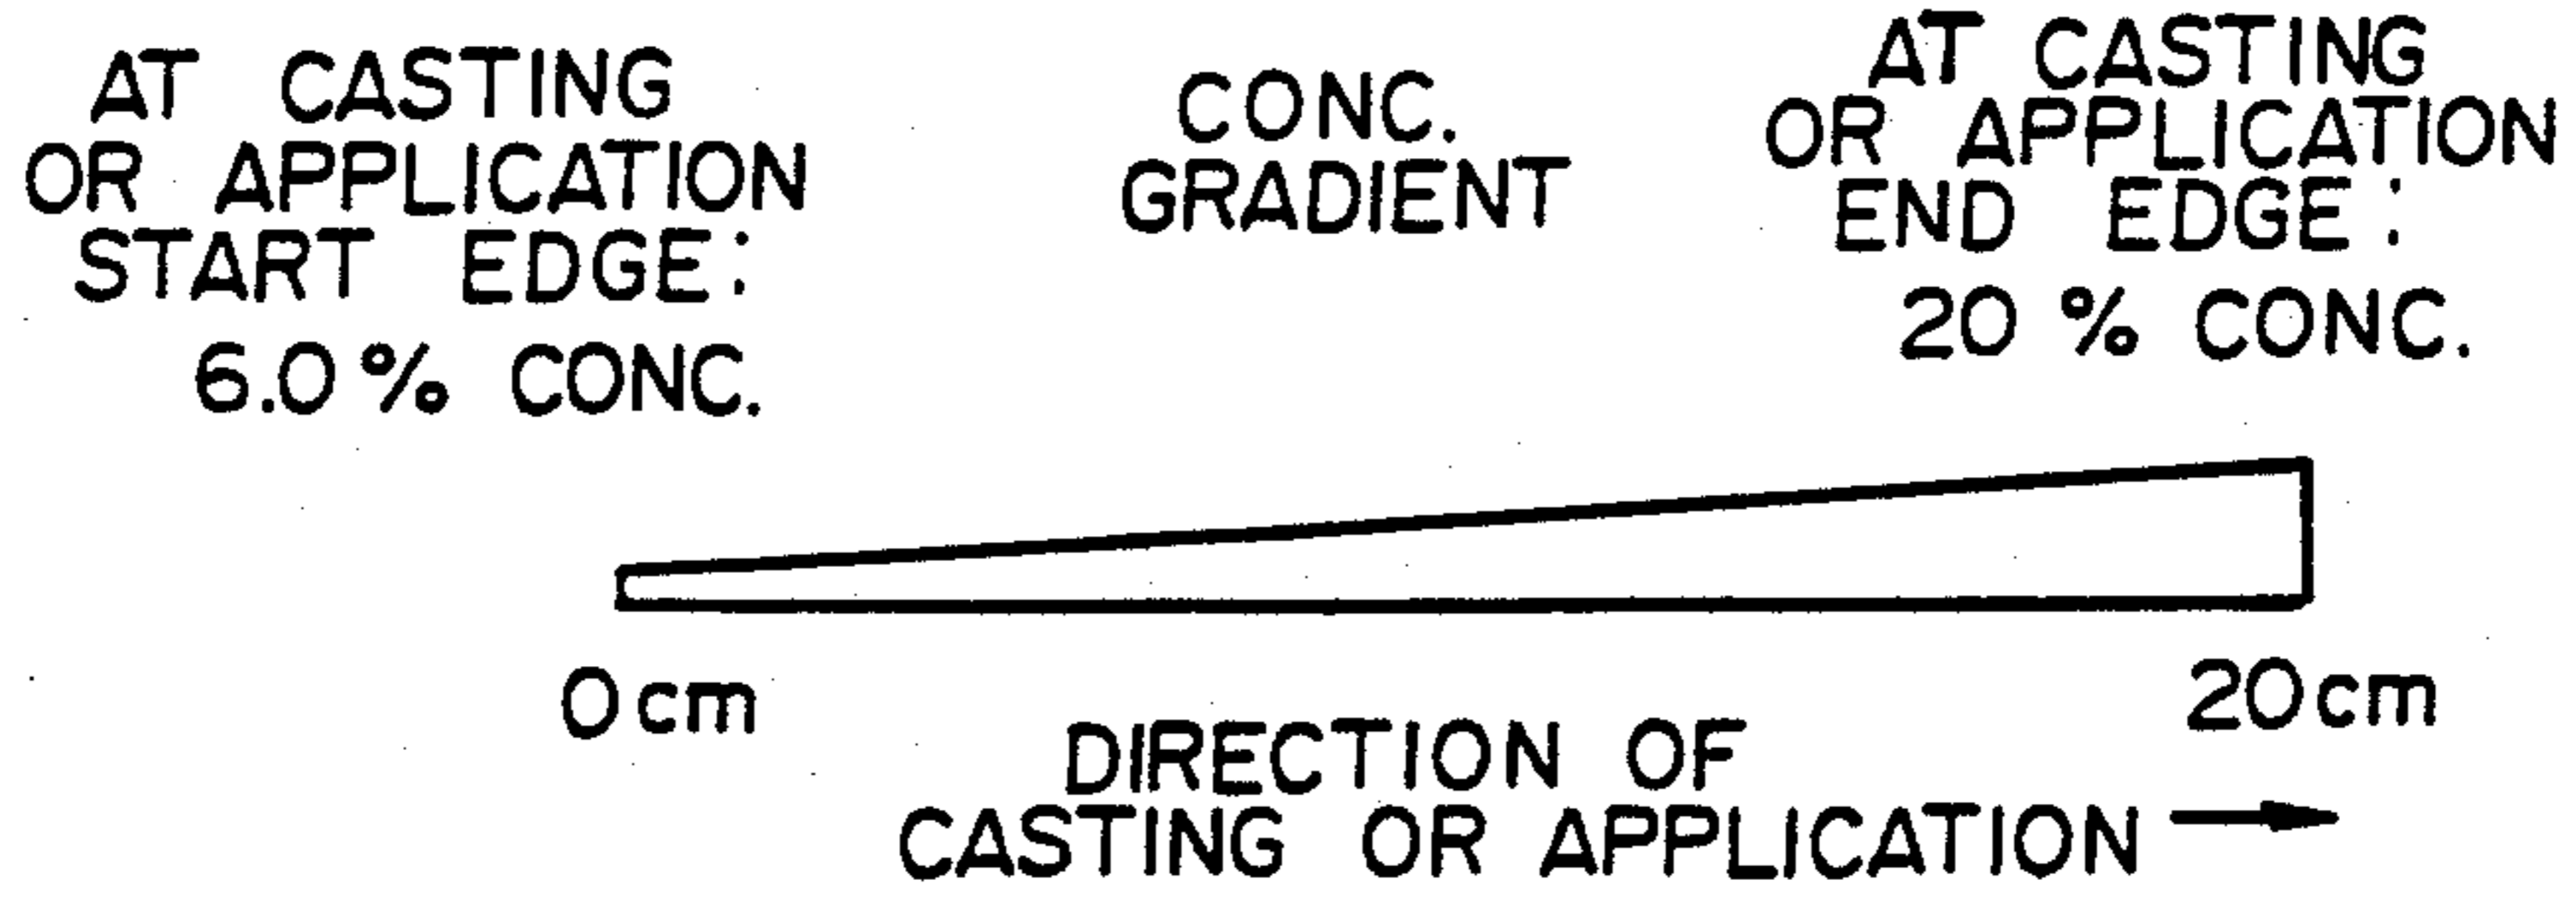 AT CASTING
OR APPLICATION
START EDGE:
6.0% CONC.
CONC.
GRADIENT
AT CASTING
OR APPLICATION
END EDGE:
20 % CONC.
0 cm
20 cm
DIRECTION OF
CASTING OR APPLICATION